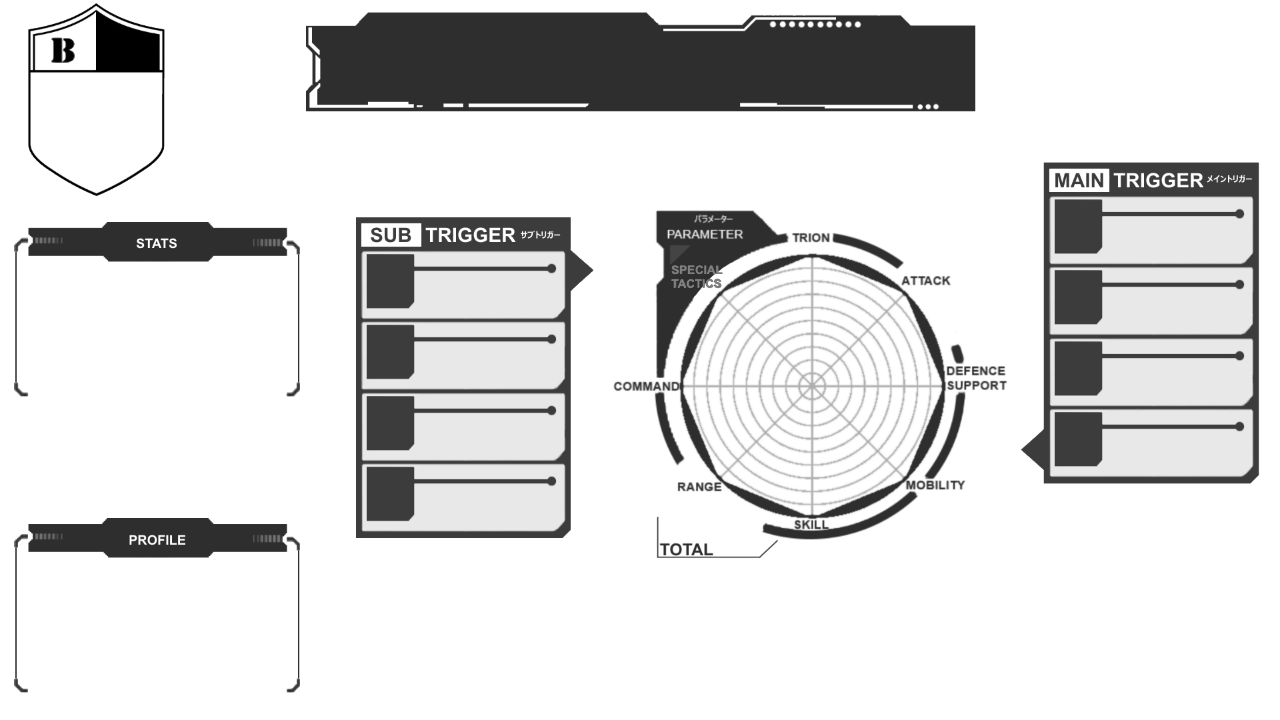 B
STATS
PROFILE
SUB TRIGGER サブトリガー
パラメーター
PARAMETER
SPECIAL
TACTICS
TRION
ATTACK
DEFENCE
SUPPORT
MOBILITY
SKILL
RANGE
COMMAND
TOTAL
MAIN TRIGGER メイントリガー